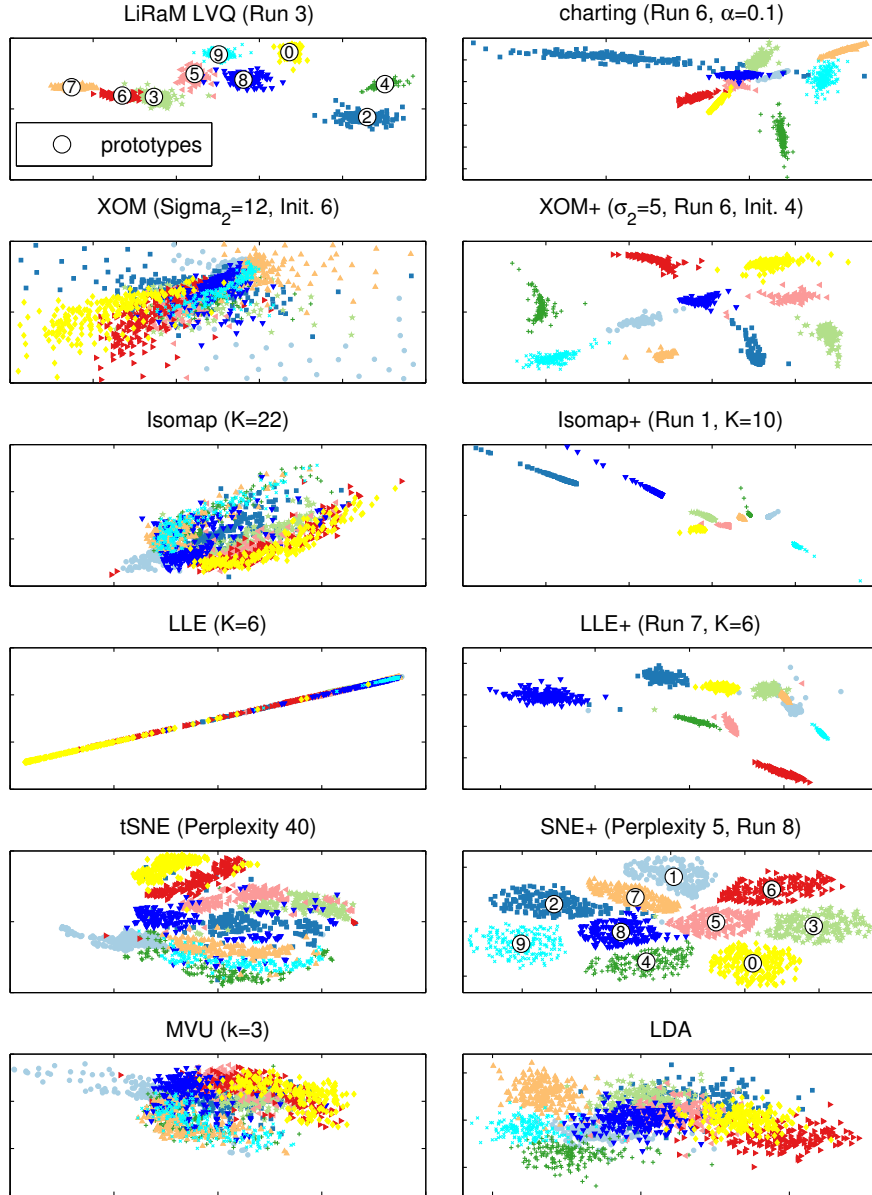 LiRaM LVQ (Run 3)
charting (Run 6, α=0.1)
9
0
5
8
7
4
6
3
2
prototypes
XOM (Sigma₂=12, Init. 6)
XOM+ (σ₂=5, Run 6, Init. 4)
Isomap (K=22)
Isomap+ (Run 1, K=10)
LLE (K=6)
LLE+ (Run 7, K=6)
tSNE (Perplexity 40)
SNE+ (Perplexity 5, Run 8)
1
6
7
2
5
3
8
9
4
0
MVU (k=3)
LDA